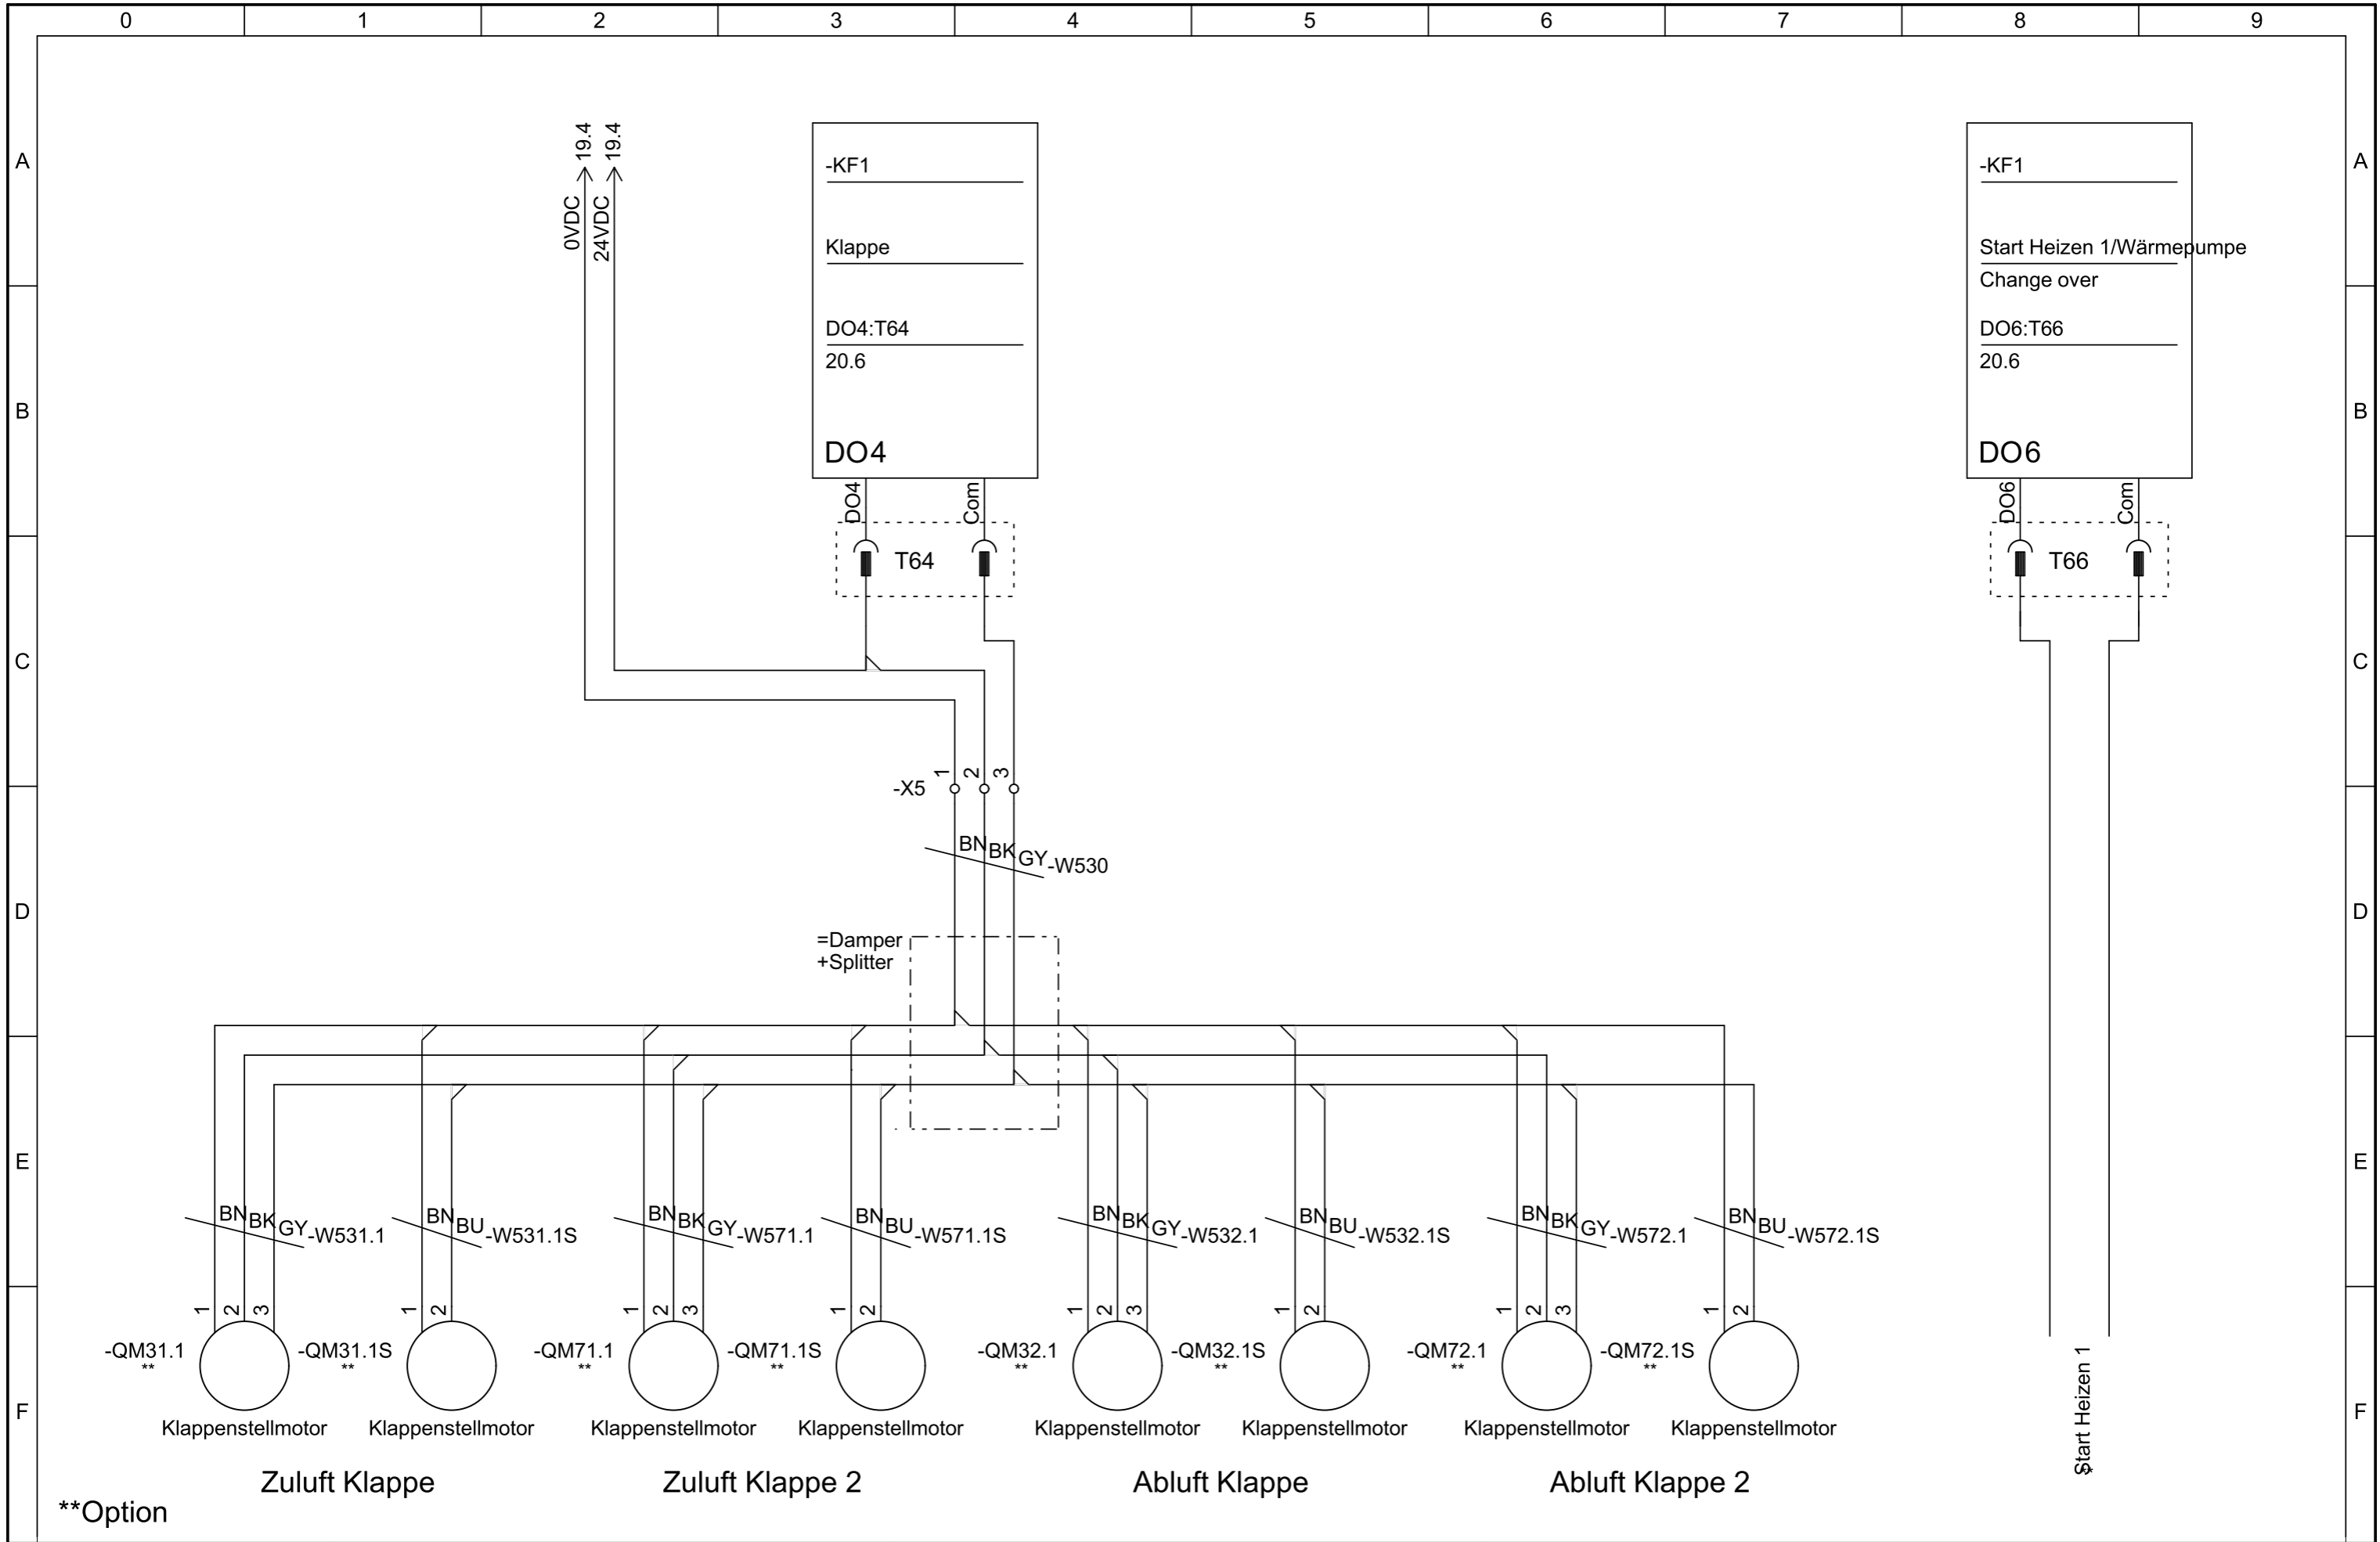 0 1 2 3 4 5 6 7 8 9
A
A
B
B
C
C
D
D
E
E
F
F
0VDC 19.4
24VDC 19.4
-KF1
Klappe
DO4:T64
20.6
DO4
DO4
Com
T64
-KF1
Start Heizen 1/Wärmepumpe
Change over
DO6:T66
20.6
DO6
DO6
Com
T66
-X5 1 2 3
BN BK GY -W530
=Damper
+Splitter
BN BK GY -W531.1
BN BU -W531.1S
BN BK GY -W571.1
BN BU -W571.1S
BN BK GY -W532.1
BN BU -W532.1S
BN BK GY -W572.1
BN BU -W572.1S
1 2 3
1 2
1 2 3
1 2
1 2 3
1 2
1 2 3
1 2
-QM31.1
**
-QM31.1S
**
-QM71.1
**
-QM71.1S
**
-QM32.1
**
-QM32.1S
**
-QM72.1
**
-QM72.1S
**
Klappenstellmotor
Klappenstellmotor
Klappenstellmotor
Klappenstellmotor
Klappenstellmotor
Klappenstellmotor
Klappenstellmotor
Klappenstellmotor
Zuluft Klappe
Zuluft Klappe 2
Abluft Klappe
Abluft Klappe 2
Start Heizen 1
*
**Option